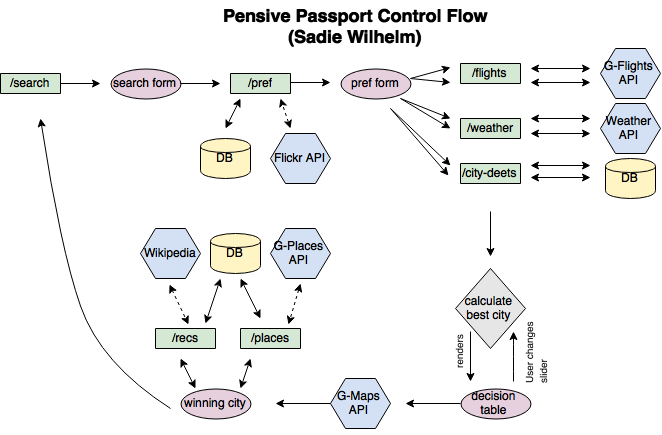 Pensive Passport Control Flow
(Sadie Wilhelm)
/search
search form
/pref
pref form
/flights
G-Flights
API
/weather
Weather
API
/city-deets
DB
DB
Flickr API
Wikipedia
DB
G-Places
API
calculate
best city
/recs
/places
renders
User changes
slider
winning city
G-Maps
API
decision
table